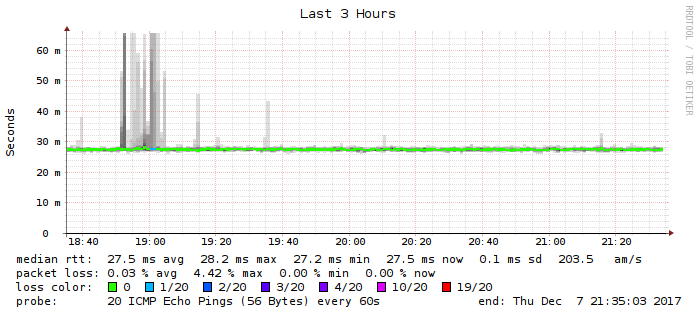 Last 3 Hours
RRDTOOL / TOBI OETIKER
Seconds
60 m
50 m
40 m
30 m
20 m
10 m
0
18:40 19:00 19:20 19:40 20:00 20:20 20:40 21:00 21:20
median rtt: 27.5 ms avg 28.2 ms max 27.2 ms min 27.5 ms now 0.1 ms sd 203.5 am/s
packet loss: 0.03 % avg 4.42 % max 0.00 % min 0.00 % now
loss color: 0 1/20 2/20 3/20 4/20 10/20 19/20
probe: 20 ICMP Echo Pings (56 Bytes) every 60s end: Thu Dec 7 21:35:03 2017